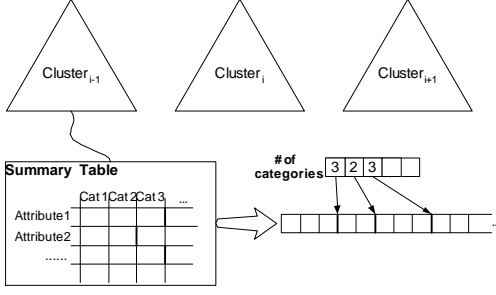 Cluster i-1
Cluster i
Cluster i+1
Summary Table
Cat 1 Cat 2 Cat 3 ...
Attribute1
Attribute2
......
# of
categories
3 2 3
...